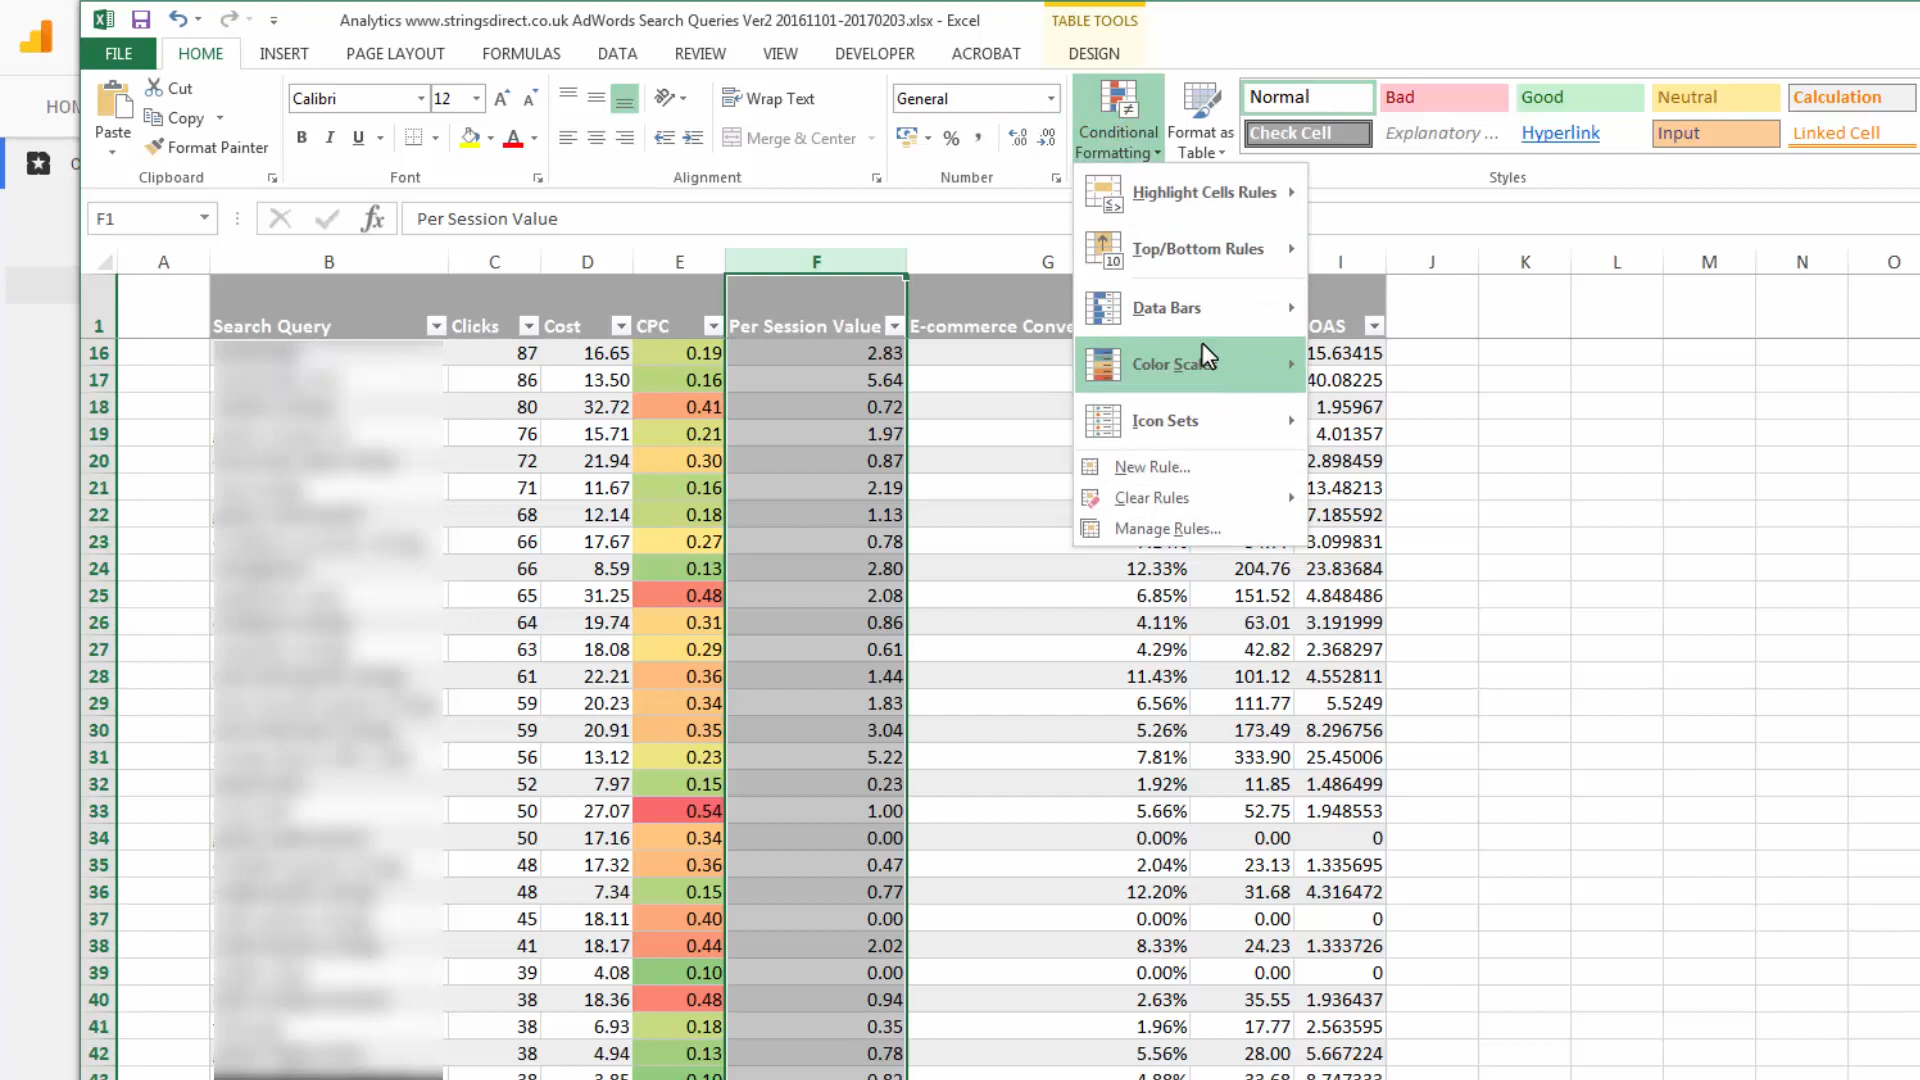 Analytics www.stringsdirect.co.uk AdWords Search Queries Ver2 20161101-20170203.xlsx - Excel
TABLE TOOLS
FILE HOME INSERT PAGE LAYOUT FORMULAS DATA REVIEW VIEW DEVELOPER ACROBAT DESIGN
Paste
Cut
Copy
Format Painter
Clipboard
Calibri 12
B I U
Font
Wrap Text
Merge & Center
Alignment
General
%
Number
Conditional Formatting
Format as Table
Normal Bad Good Neutral Calculation
Check Cell Explanatory ... Hyperlink Input Linked Cell
Styles
Highlight Cells Rules
Top/Bottom Rules
Data Bars
Icon Sets
New Rule...
Clear Rules
Manage Rules...
F1 fx Per Session Value
A B C D E F G I J K L M N O
1 Search Query Clicks Cost CPC Per Session Value E-commerce Conve OAS
16 87 16.65 0.19 2.83 15.63415
17 86 13.50 0.16 5.64 40.08225
18 80 32.72 0.41 0.72 1.95967
19 76 15.71 0.21 1.97 4.01357
20 72 21.94 0.30 0.87 2.898459
21 71 11.67 0.16 2.19 13.48213
22 68 12.14 0.18 1.13 7.185592
23 66 17.67 0.27 0.78 3.099831
24 66 8.59 0.13 2.80 12.33% 204.76 23.83684
25 65 31.25 0.48 2.08 6.85% 151.52 4.848486
26 64 19.74 0.31 0.86 4.11% 63.01 3.191999
27 63 18.08 0.29 0.61 4.29% 42.82 2.368297
28 61 22.21 0.36 1.44 11.43% 101.12 4.552811
29 59 20.23 0.34 1.83 6.56% 111.77 5.5249
30 59 20.91 0.35 3.04 5.26% 173.49 8.296756
31 56 13.12 0.23 5.22 7.81% 333.90 25.45006
32 52 7.97 0.15 0.23 1.92% 11.85 1.486499
33 50 27.07 0.54 1.00 5.66% 52.75 1.948553
34 50 17.16 0.34 0.00 0.00% 0.00 0
35 48 17.32 0.36 0.47 2.04% 23.13 1.335695
36 48 7.34 0.15 0.77 12.20% 31.68 4.316472
37 45 18.11 0.40 0.00 0.00% 0.00 0
38 41 18.17 0.44 2.02 8.33% 24.23 1.333726
39 39 4.08 0.10 0.00 0.00% 0.00 0
40 38 18.36 0.48 0.94 2.63% 35.55 1.936437
41 38 6.93 0.18 0.35 1.96% 17.77 2.563595
42 38 4.94 0.13 0.78 5.56% 28.00 5.667224